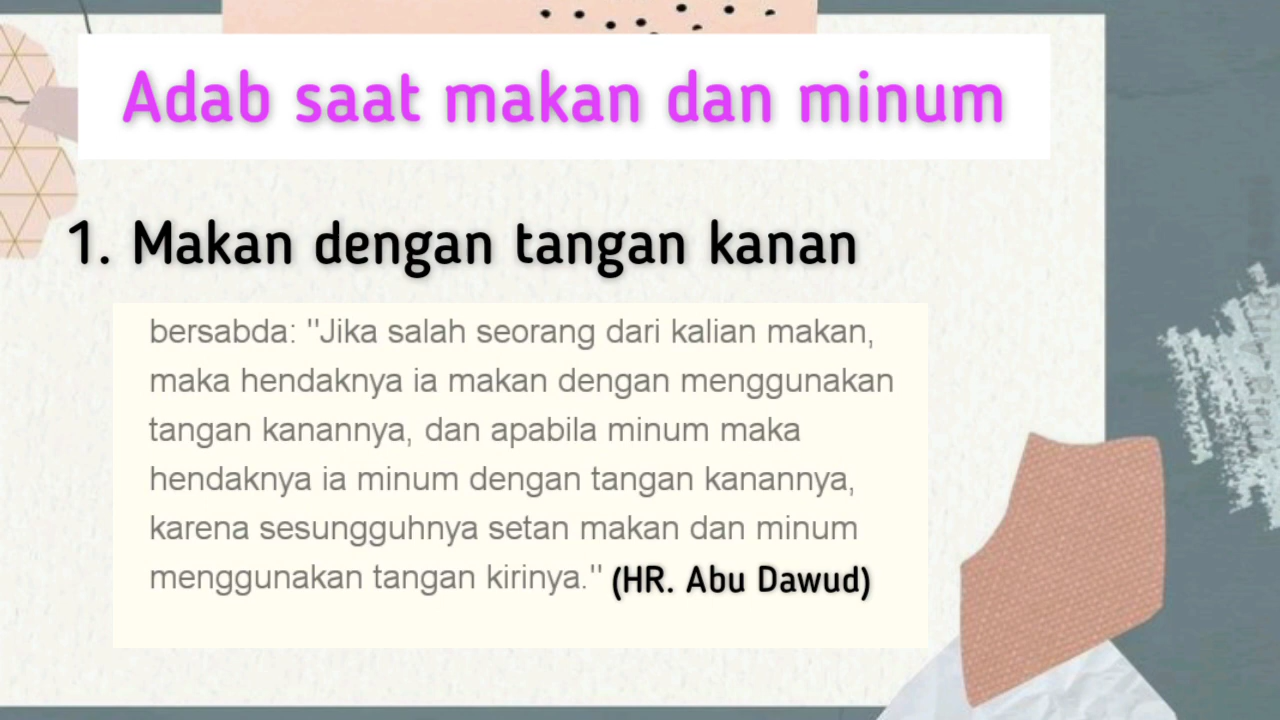 Adab saat makan dan minum
1. Makan dengan tangan kanan
bersabda: "Jika salah seorang dari kalian makan,
maka hendaknya ia makan dengan menggunakan
tangan kanannya, dan apabila minum maka
hendaknya ia minum dengan tangan kanannya,
karena sesungguhnya setan makan dan minum
menggunakan tangan kirinya." (HR. Abu Dawud)